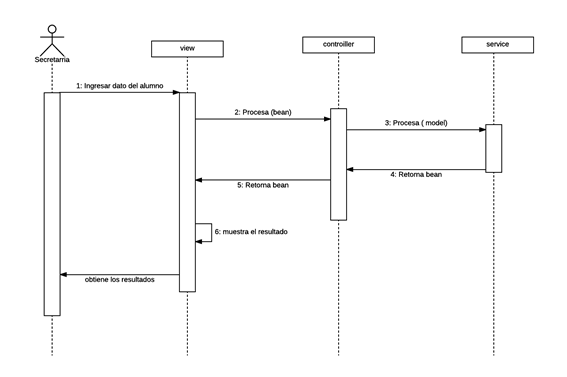 view
controiller
service
Secretaria
1: Ingresar dato del alumno
2: Procesa (bean)
3: Procesa ( model)
4: Retorna bean
5: Retorna bean
6: muestra el resultado
obtiene los resultados